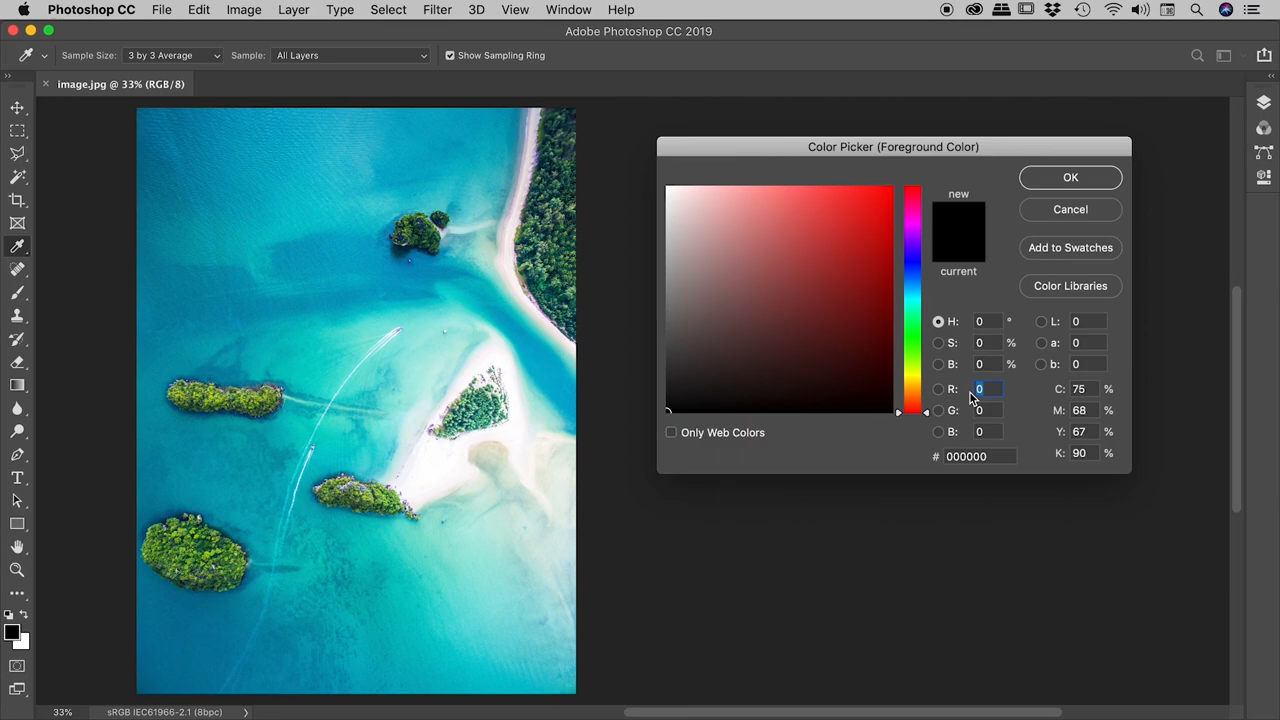 Photoshop CC File Edit Image Layer Type Select Filter 3D View Window Help
Adobe Photoshop CC 2019
Sample Size: 3 by 3 Average Sample: All Layers Show Sampling Ring
× image.jpg @ 33% (RGB/8)
Color Picker (Foreground Color)
new
current
OK
Cancel
Add to Swatches
Color Libraries
H: 0 ° L: 0
S: 0 % a: 0
B: 0 % b: 0
R: 0 C: 75 %
G: 0 M: 68 %
B: 0 Y: 67 %
# 000000 K: 90 %
Only Web Colors
33% sRGB IEC61966-2.1 (8bpc)